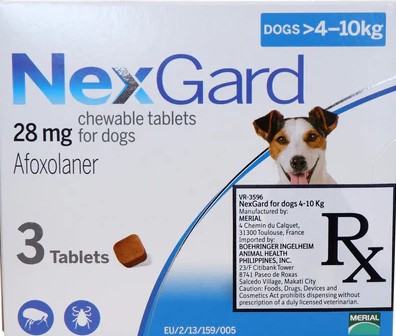 DOGS >4–10kg
NexGard
28 mg
chewable tablets
for dogs
Afoxolaner
3 Tablets
VR-3596
NexGard for dogs 4-10 Kg
Manufactured by:
MERIAL
4 Chemin du Calquet,
31300 Toulouse, France
Imported by:
BOEHRINGER INGELHEIM
ANIMAL HEALTH
PHILIPPINES, INC.
23/F Citibank Tower
8741 Paseo de Roxas
Salcedo Village, Makati City
Caution: Foods, Drugs, Devices and
Cosmetics Act prohibits dispensing without
prescription of a duly licensed veterinarian.
Rx
MERIAL
EU/2/13/159/005